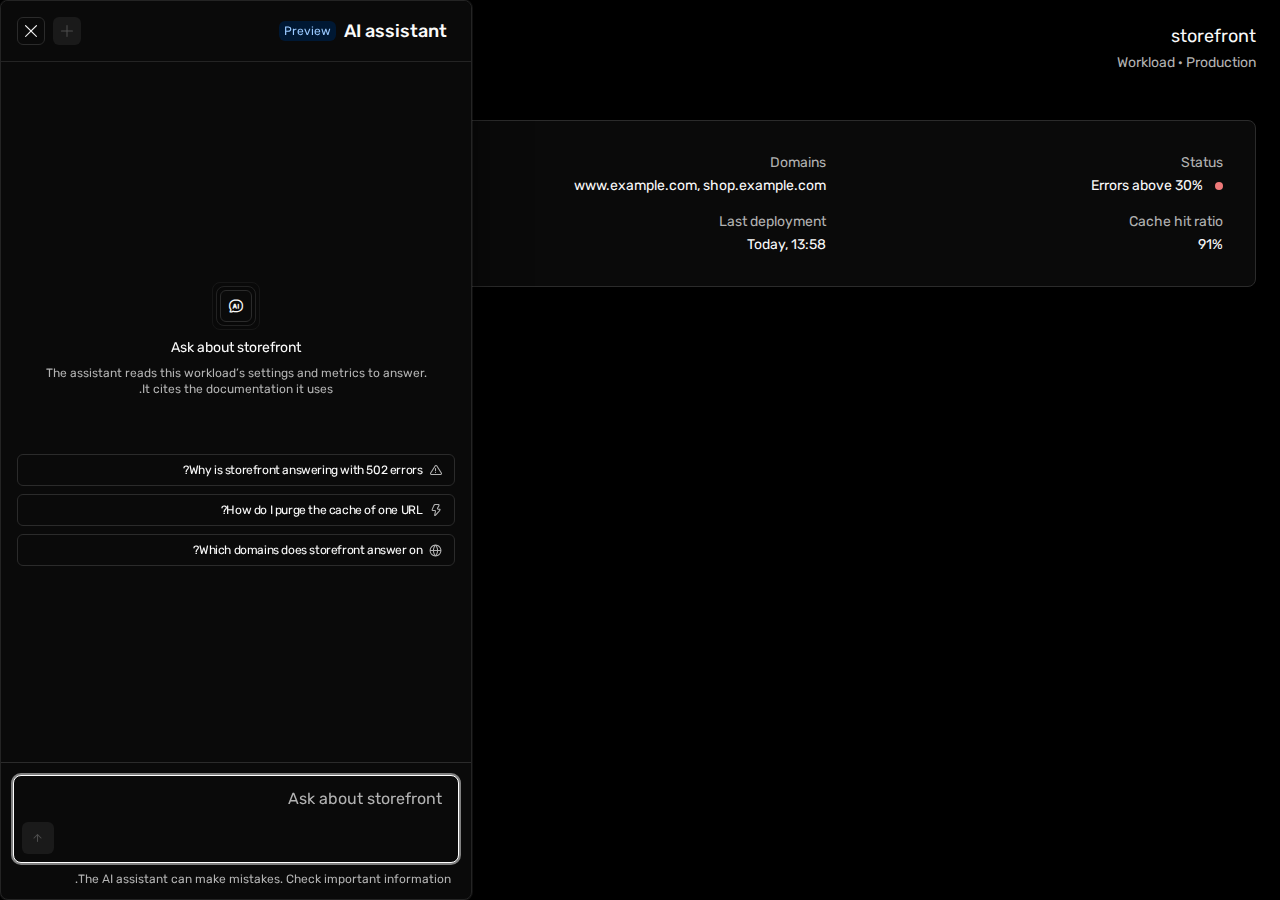 AI assistant
Preview
storefront
Workload • Production
Status
Errors above 30%
Domains
www.example.com, shop.example.com
Cache hit ratio
91%
Last deployment
Today, 13:58
AI
Ask about storefront
The assistant reads this workload's settings and metrics to answer.
It cites the documentation it uses.
Why is storefront answering with 502 errors?
How do I purge the cache of one URL?
Which domains does storefront answer on?
Ask about storefront
The AI assistant can make mistakes. Check important information.